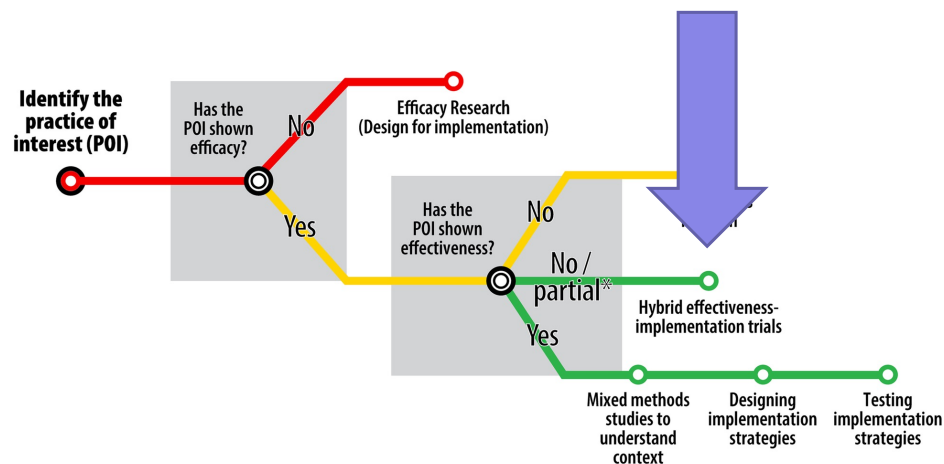 Identify the
practice of
interest (POI)
Has the
POI shown
efficacy?
No
Yes
Efficacy Research
(Design for implementation)
Has the
POI shown
effectiveness?
No
No /
partial*
Yes
Hybrid effectiveness-
implementation trials
Mixed methods
studies to
understand
context
Designing
implementation
strategies
Testing
implementation
strategies